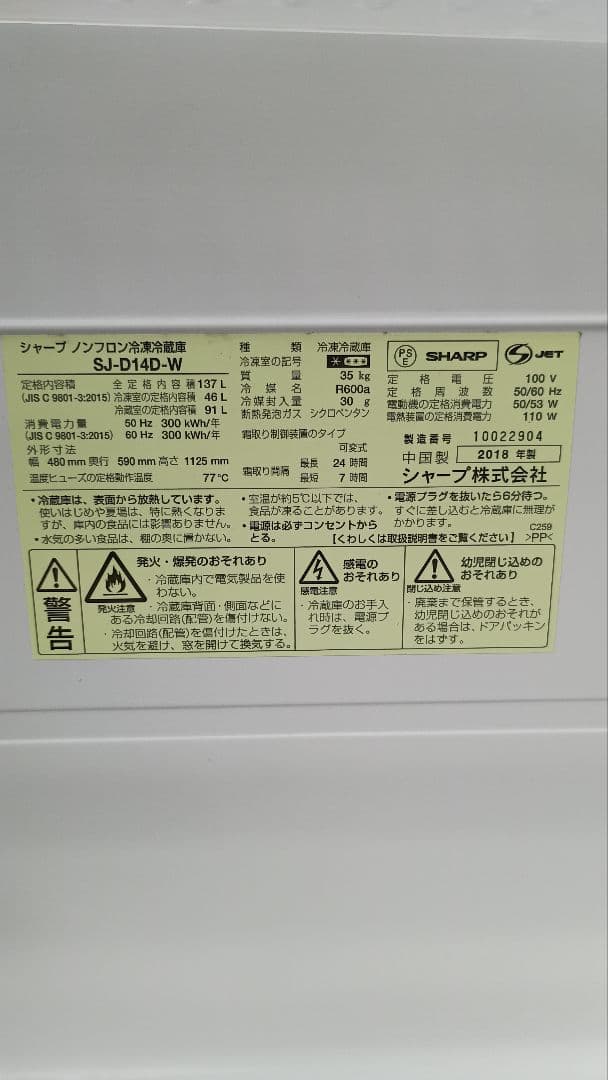 シャープ ノンフロン冷凍冷蔵庫
SJ-D14D-W
定格内容積 全定格内容積 137 L
(JIS C 9801-3:2015) 冷凍室の定格内容積 46 L
冷蔵室の定格内容積 91 L
消費電力量 50 Hz 300 kWh/年
(JIS C 9801-3:2015) 60 Hz 300 kWh/年
外形寸法
幅 480 mm 奥行 590 mm 高さ 1125 mm
温度ヒューズの定格動作温度 77℃
種類 冷凍冷蔵庫
冷凍室の記号
質量 35 kg
冷媒名 R600a
冷媒封入量 30 g
断熱発泡ガス シクロペンタン
霜取り制御装置のタイプ
可変式
霜取り間隔 最長 24 時間
最短 7 時間
PS
E
SHARP
S JET
定格電圧 100 V
定格周波数 50/60 Hz
電動機の定格消費電力 50/53 W
電熱装置の定格消費電力 110 W
製造番号 10022904
中国製 2018 年製
シャープ株式会社
・冷蔵庫は、表面から放熱しています。
使いはじめや夏場は、特に熱くなりま
すが、庫内の食品には影響ありません。
・水気の多い食品は、棚の奥に置かない。
・室温が約5℃以下では、
食品が凍ることがあります。
・電源は必ずコンセントから
とる。
・電源プラグを抜いたら6分待つ。
すぐに差し込むと冷蔵庫に無理が
かかります。
C259
【くわしくは取扱説明書をご覧ください】 >PP<
警告
発火・爆発のおそれあり
発火注意
・冷蔵庫内で電気製品を使
わない。
・冷蔵庫背面・側面などに
ある冷却回路(配管)を傷付けない。
・冷却回路(配管)を傷付けたときは、
火気を避け、窓を開けて換気する。
感電の
おそれあり
感電注意
・冷蔵庫のお手入
れ時は、電源プ
ラグを抜く。
幼児閉じ込めの
おそれあり
閉じ込め注意
・廃棄まで保管するとき、
幼児閉じ込めのおそれが
ある場合は、ドアパッキン
をはずす。